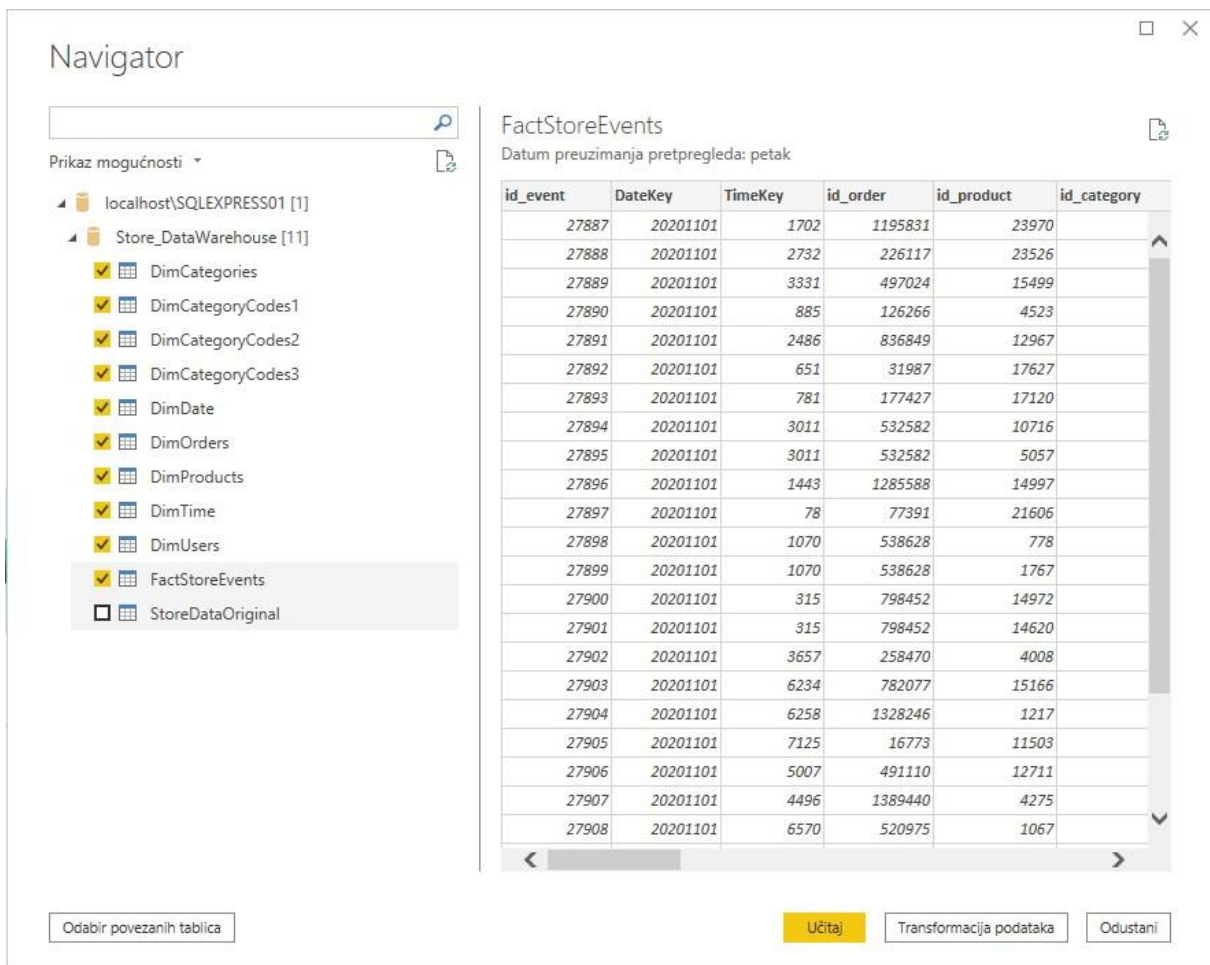 Navigator
Prikaz mogućnosti
localhost\SQLEXPRESS01 [1]
Store_DataWarehouse [11]
DimCategories
DimCategoryCodes1
DimCategoryCodes2
DimCategoryCodes3
DimDate
DimOrders
DimProducts
DimTime
DimUsers
FactStoreEvents
StoreDataOriginal
FactStoreEvents
Datum preuzimanja pretpregleda: petak
id_event DateKey TimeKey id_order id_product id_category
27887 20201101 1702 1195831 23970
27888 20201101 2732 226117 23526
27889 20201101 3331 497024 15499
27890 20201101 885 126266 4523
27891 20201101 2486 836849 12967
27892 20201101 651 31987 17627
27893 20201101 781 177427 17120
27894 20201101 3011 532582 10716
27895 20201101 3011 532582 5057
27896 20201101 1443 1285588 14997
27897 20201101 78 77391 21606
27898 20201101 1070 538628 778
27899 20201101 1070 538628 1767
27900 20201101 315 798452 14972
27901 20201101 315 798452 14620
27902 20201101 3657 258470 4008
27903 20201101 6234 782077 15166
27904 20201101 6258 1328246 1217
27905 20201101 7125 16773 11503
27906 20201101 5007 491110 12711
27907 20201101 4496 1389440 4275
27908 20201101 6570 520975 1067
Odabir povezanih tablica
Učitaj
Transformacija podataka
Odustani